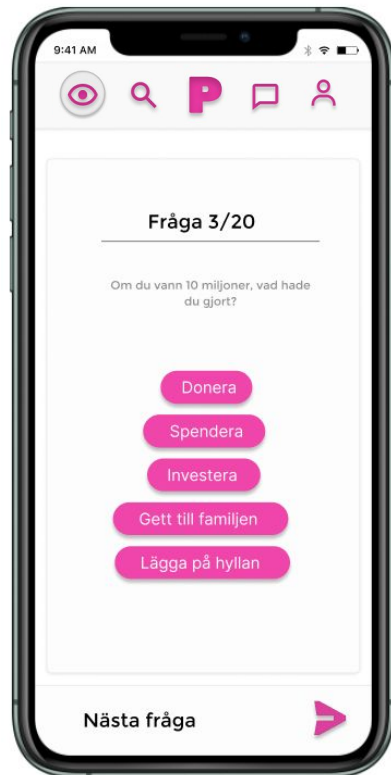 9:41 AM
P
Fråga 3/20
Om du vann 10 miljoner, vad hade
du gjort?
Donera
Spendera
Investera
Gett till familjen
Lägga på hyllan
Nästa fråga